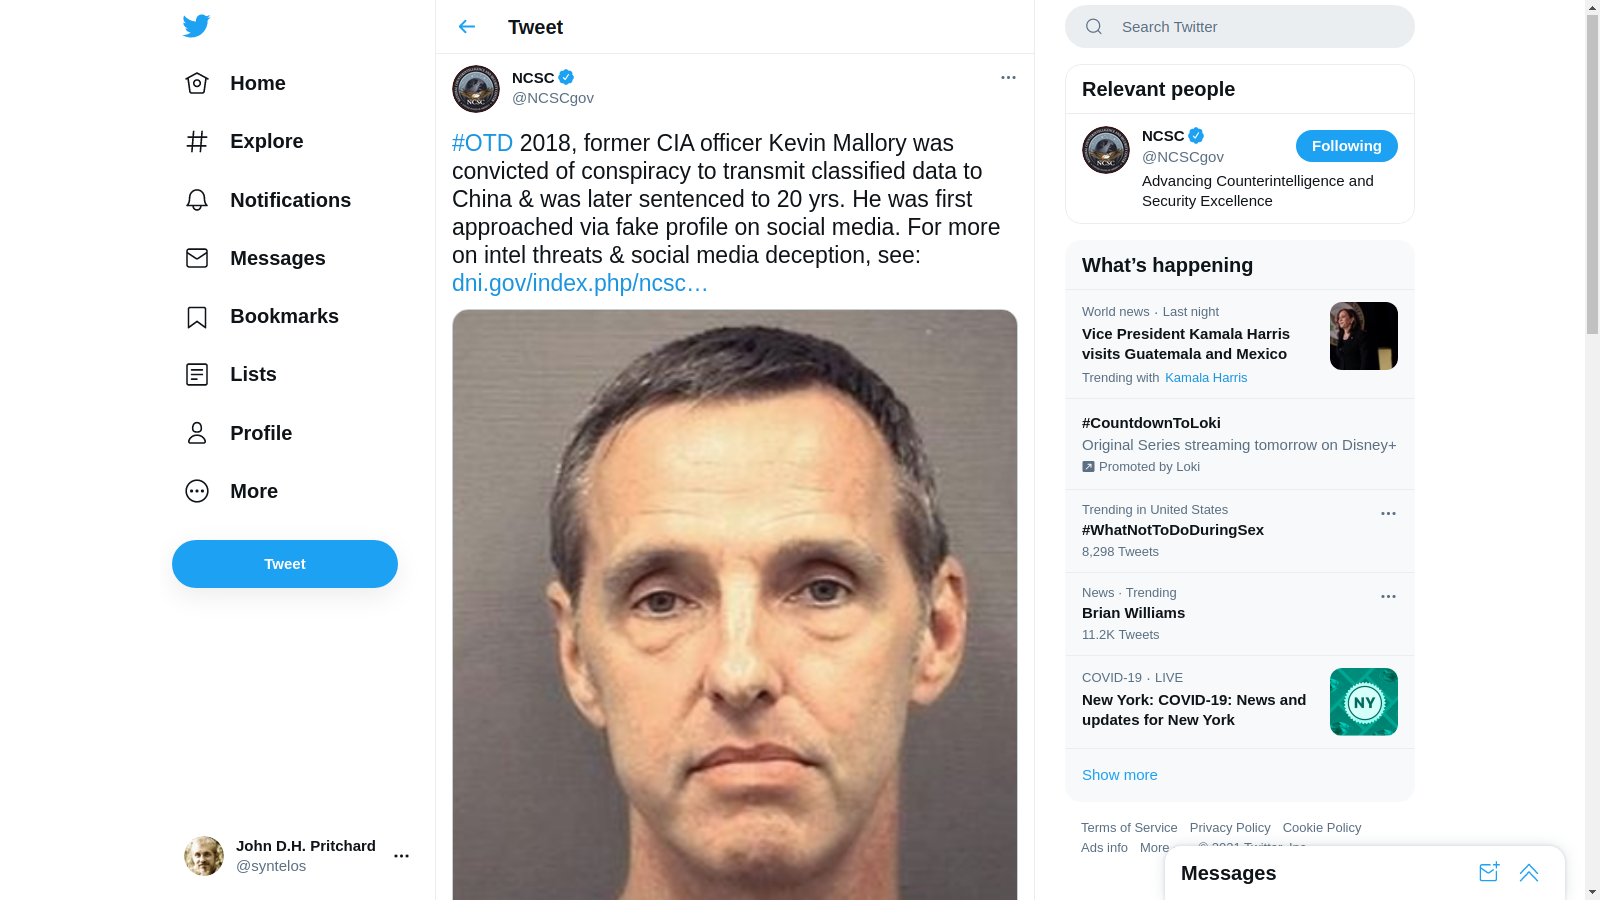 Home
Explore
Notifications
Messages
Bookmarks
Lists
Profile
More
Tweet
John D.H. Pritchard
@syntelos
Tweet
NCSC
@NCSCgov
#OTD 2018, former CIA officer Kevin Mallory was
convicted of conspiracy to transmit classified data to
China & was later sentenced to 20 yrs. He was first
approached via fake profile on social media. For more
on intel threats & social media deception, see:
dni.gov/index.php/ncsc…
Search Twitter
Relevant people
NCSC
@NCSCgov
Following
Advancing Counterintelligence and
Security Excellence
What’s happening
World news · Last night
Vice President Kamala Harris
visits Guatemala and Mexico
Trending with Kamala Harris
#CountdownToLoki
Original Series streaming tomorrow on Disney+
Promoted by Loki
Trending in United States
#WhatNotToDoDuringSex
8,298 Tweets
News · Trending
Brian Williams
11.2K Tweets
COVID-19 · LIVE
New York: COVID-19: News and
updates for New York
NY
Show more
Terms of Service Privacy Policy Cookie Policy
Ads info More
Messages